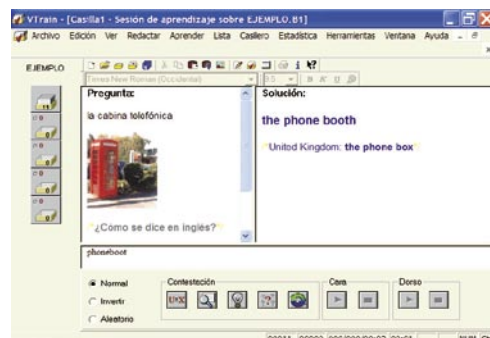 VTrain - [Casilla1 - Sesión de aprendizaje sobre EJEMPLO.B1]
Archivo Edición Ver Redactar Aprender Lista Casillero Estadística Herramientas Ventana Ayuda
EJEMPLO
Times New Roman (Occidental)
Pregunta:
la cabina telefónica
¿Cómo se dice en inglés?
Solución:
the phone booth
United Kingdom: the phone box
phoneboot
Normal
Invertir
Aleatorio
Contestación
Cara
Dorso